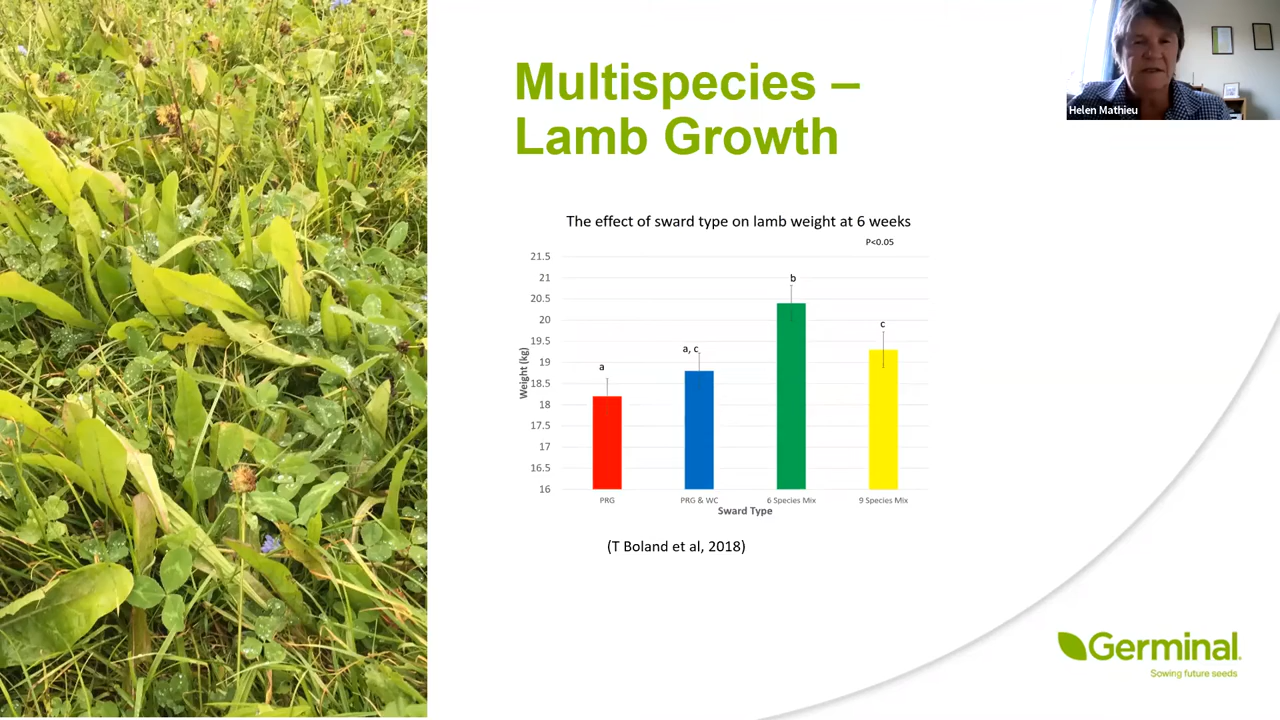 Multispecies –
Lamb Growth
Helen Mathieu
The effect of sward type on lamb weight at 6 weeks
P<0.05
21.5
21
20.5
20
19.5
19
18.5
18
17.5
17
16.5
16
Weight (kg)
a
a, c
b
c
PRG
PRG & WC
6 Species Mix
9 Species Mix
Sward Type
(T Boland et al, 2018)
Germinal
Sowing future seeds